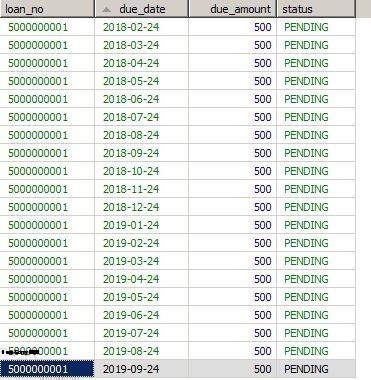 loan_no due_date due_amount status
5000000001 2018-02-24 500 PENDING
5000000001 2018-03-24 500 PENDING
5000000001 2018-04-24 500 PENDING
5000000001 2018-05-24 500 PENDING
5000000001 2018-06-24 500 PENDING
5000000001 2018-07-24 500 PENDING
5000000001 2018-08-24 500 PENDING
5000000001 2018-09-24 500 PENDING
5000000001 2018-10-24 500 PENDING
5000000001 2018-11-24 500 PENDING
5000000001 2018-12-24 500 PENDING
5000000001 2019-01-24 500 PENDING
5000000001 2019-02-24 500 PENDING
5000000001 2019-03-24 500 PENDING
5000000001 2019-04-24 500 PENDING
5000000001 2019-05-24 500 PENDING
5000000001 2019-06-24 500 PENDING
5000000001 2019-07-24 500 PENDING
2019-08-24 500 PENDING
5000000001 2019-09-24 500 PENDING